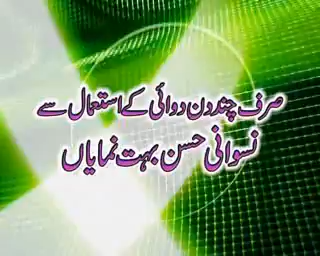 صرف چند دن دوائی کے استعمال سے
نسوانی حسن بہت نمایاں